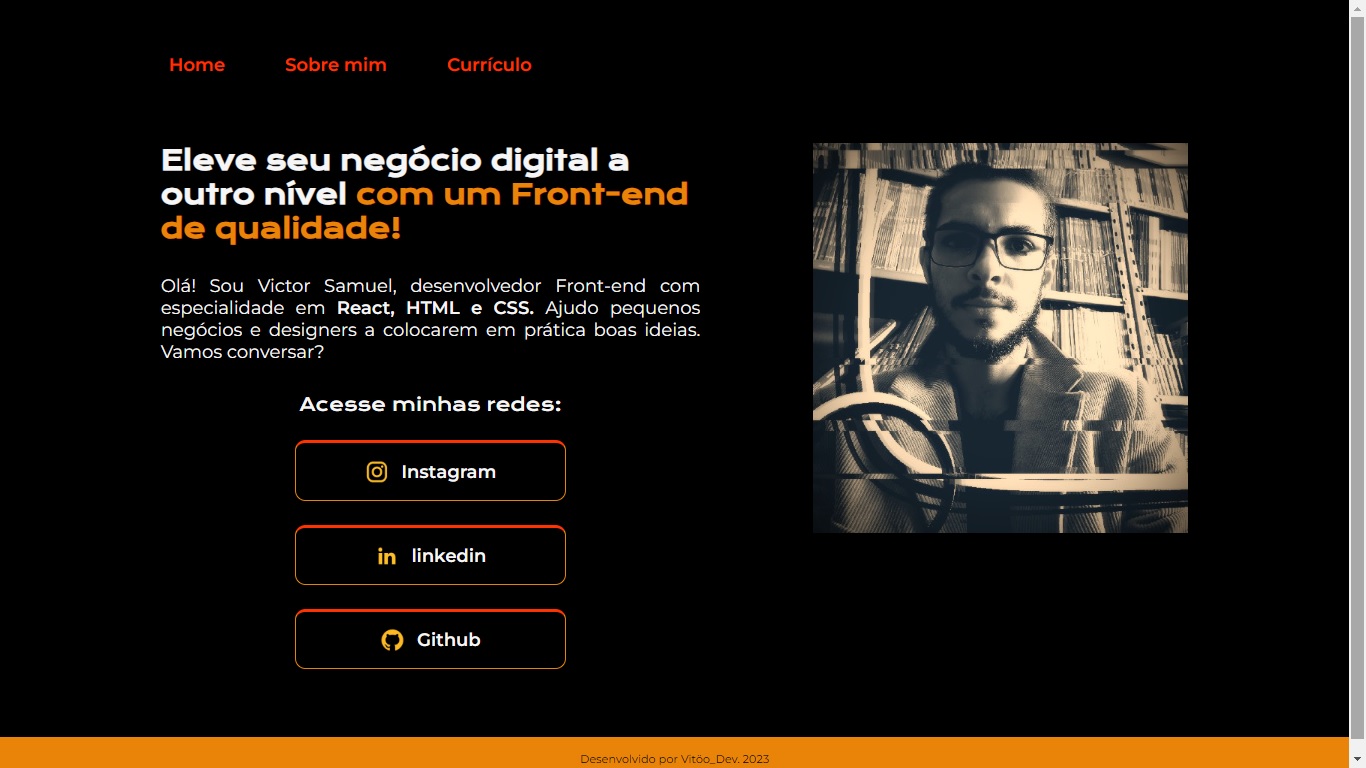 Home Sobre mim Currículo
Eleve seu negócio digital a
outro nível com um Front-end
de qualidade!
Olá! Sou Victor Samuel, desenvolvedor Front-end com
especialidade em React, HTML e CSS. Ajudo pequenos
negócios e designers a colocarem em prática boas ideias.
Vamos conversar?
Acesse minhas redes:
Instagram
linkedin
Github
Desenvolvido por Vitöo_Dev. 2023